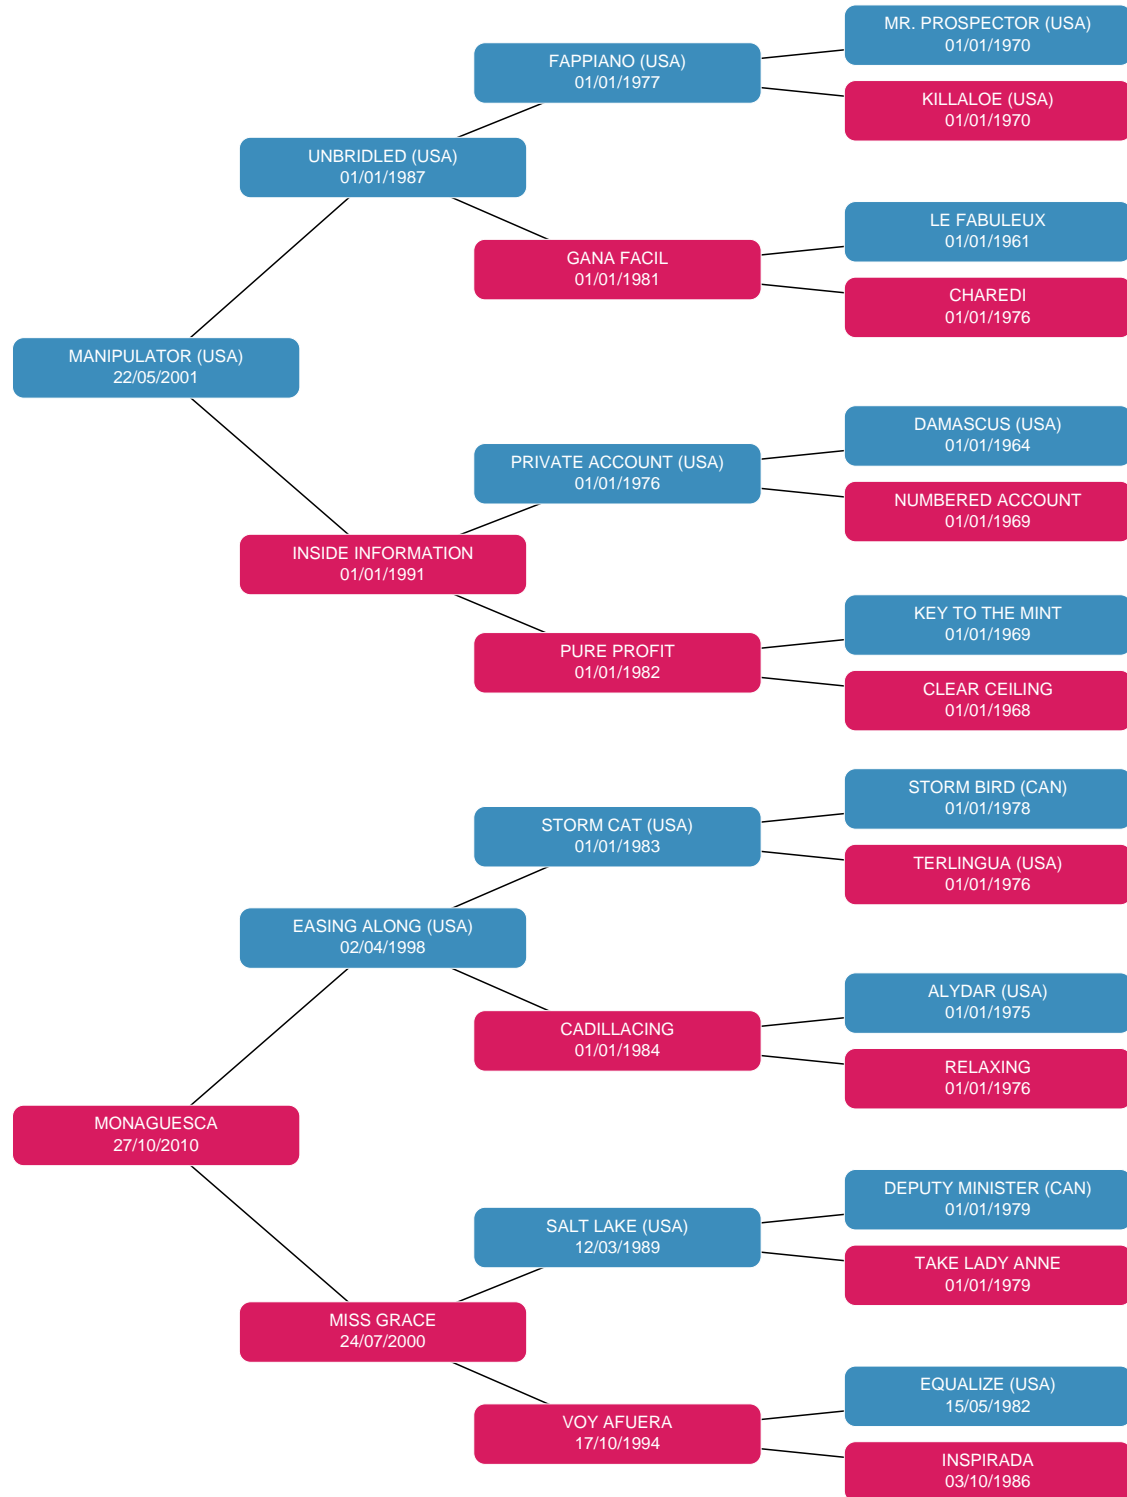 MR. PROSPECTOR (USA)
01/01/1970
FAPPIANO (USA)
01/01/1977
KILLALOE (USA)
01/01/1970
UNBRIDLED (USA)
01/01/1987
LE FABULEUX
01/01/1961
GANA FACIL
01/01/1981
CHAREDI
01/01/1976
MANIPULATOR (USA)
22/05/2001
DAMASCUS (USA)
01/01/1964
PRIVATE ACCOUNT (USA)
01/01/1976
NUMBERED ACCOUNT
01/01/1969
INSIDE INFORMATION
01/01/1991
KEY TO THE MINT
01/01/1969
PURE PROFIT
01/01/1982
CLEAR CEILING
01/01/1968
STORM BIRD (CAN)
01/01/1978
STORM CAT (USA)
01/01/1983
TERLINGUA (USA)
01/01/1976
EASING ALONG (USA)
02/04/1998
ALYDAR (USA)
01/01/1975
CADILLACING
01/01/1984
RELAXING
01/01/1976
MONAGUESCA
27/10/2010
DEPUTY MINISTER (CAN)
01/01/1979
SALT LAKE (USA)
12/03/1989
TAKE LADY ANNE
01/01/1979
MISS GRACE
24/07/2000
EQUALIZE (USA)
15/05/1982
VOY AFUERA
17/10/1994
INSPIRADA
03/10/1986